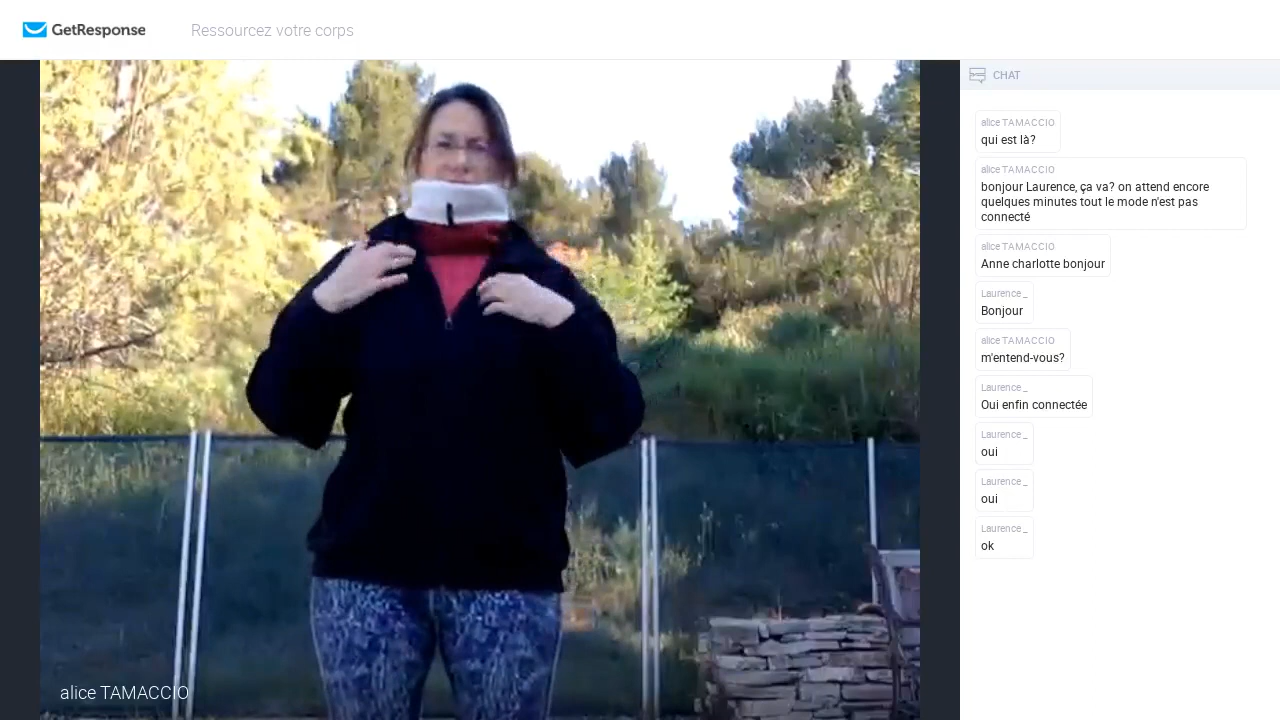 GetResponse
Ressourcez votre corps
CHAT
alice TAMACCIO
qui est là?
alice TAMACCIO
bonjour Laurence, ça va? on attend encore
quelques minutes tout le mode n'est pas
connecté
alice TAMACCIO
Anne charlotte bonjour
Laurence _
Bonjour
alice TAMACCIO
m'entend-vous?
Laurence _
Oui enfin connectée
Laurence _
oui
Laurence _
oui
Laurence _
ok
alice TAMACCIO